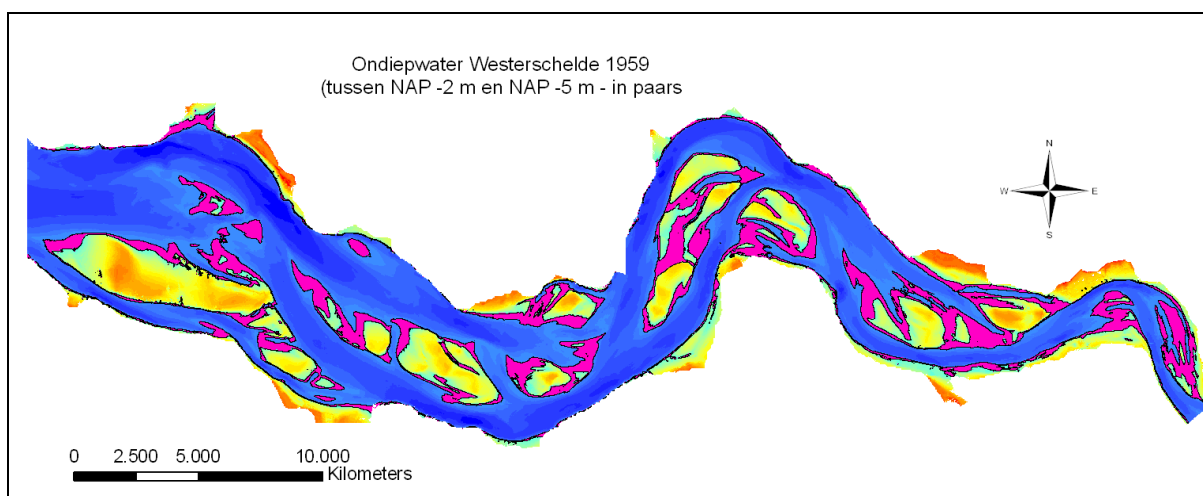 Ondiepwater Westerschelde 1959
(tussen NAP -2 m en NAP -5 m - in paars
N
W E
S
0 2.500 5.000 10.000
Kilometers